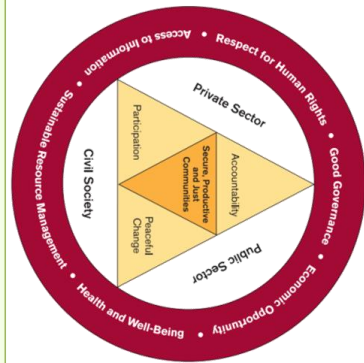 Access to Information • Respect for Human Rights • Good Governance • Economic Opportunity • Health and Well-Being • Sustainable Resource Management •
Private Sector
Public Sector
Civil Society
Accountability
Participation
Peaceful
Change
Secure, Productive
and Just
Communities